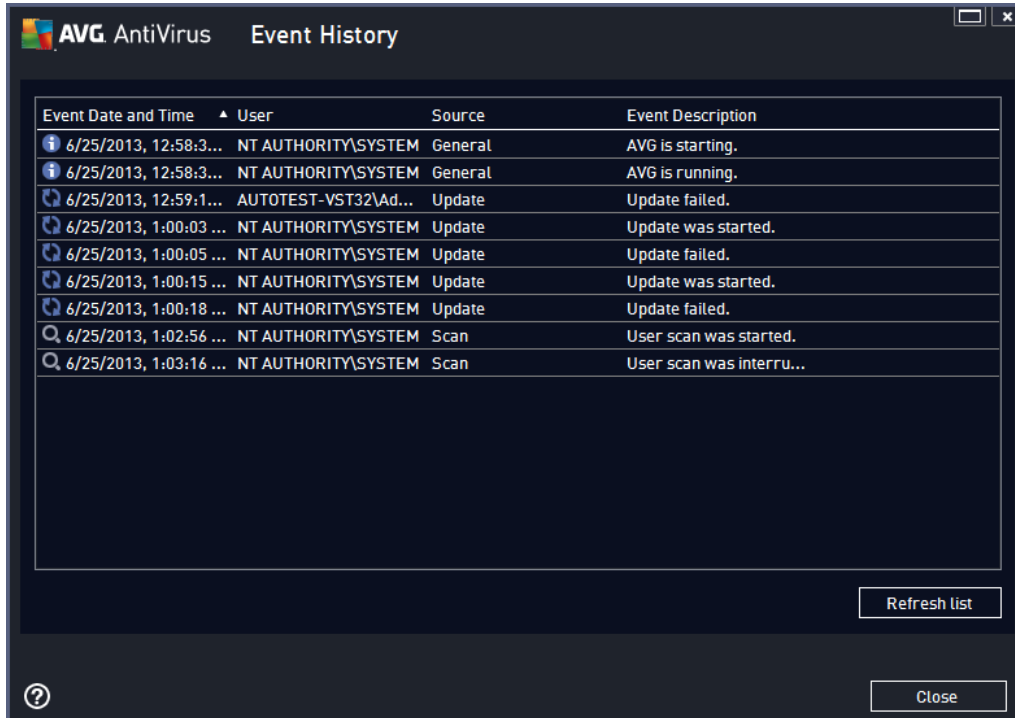 AVG AntiVirus Event History
Event Date and Time User Source Event Description
6/25/2013, 12:58:3... NT AUTHORITY\SYSTEM General AVG is starting.
6/25/2013, 12:58:3... NT AUTHORITY\SYSTEM General AVG is running.
6/25/2013, 12:59:1... AUTOTEST-VST32\Ad... Update Update failed.
6/25/2013, 1:00:03 ... NT AUTHORITY\SYSTEM Update Update was started.
6/25/2013, 1:00:05 ... NT AUTHORITY\SYSTEM Update Update failed.
6/25/2013, 1:00:15 ... NT AUTHORITY\SYSTEM Update Update was started.
6/25/2013, 1:00:18 ... NT AUTHORITY\SYSTEM Update Update failed.
6/25/2013, 1:02:56 ... NT AUTHORITY\SYSTEM Scan User scan was started.
6/25/2013, 1:03:16 ... NT AUTHORITY\SYSTEM Scan User scan was interru...
Refresh list
Close